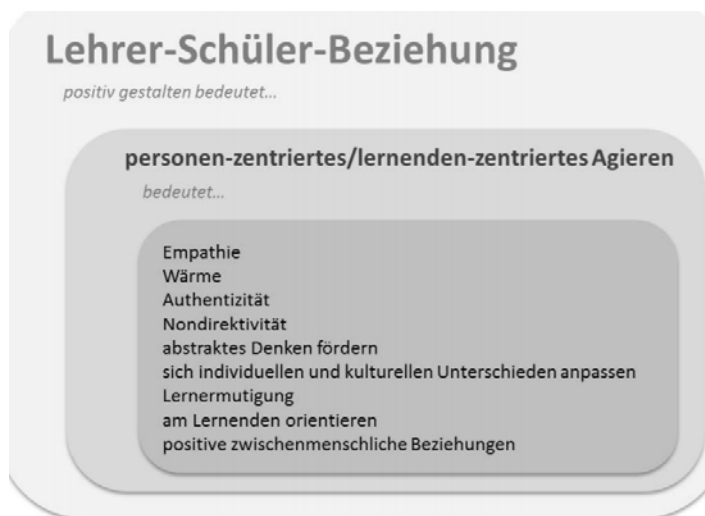 Lehrer-Schüler-Beziehung
positiv gestalten bedeutet...
personen-zentriertes/lernenden-zentriertes Agieren
bedeutet...
Empathie
Wärme
Authentizität
Nondirektivität
abstraktes Denken fördern
sich individuellen und kulturellen Unterschieden anpassen
Lernermutigung
am Lernenden orientieren
positive zwischenmenschliche Beziehungen